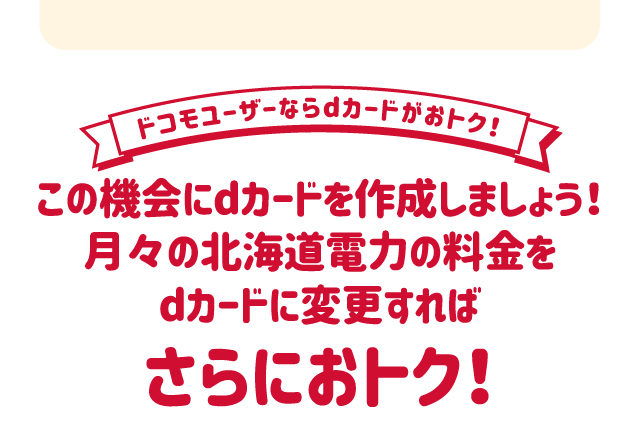 ドコモユーザーならdカードがおトク!
この機会にdカードを作成しましょう!
月々の北海道電力の料金を
dカードに変更すれば
さらにおトク!